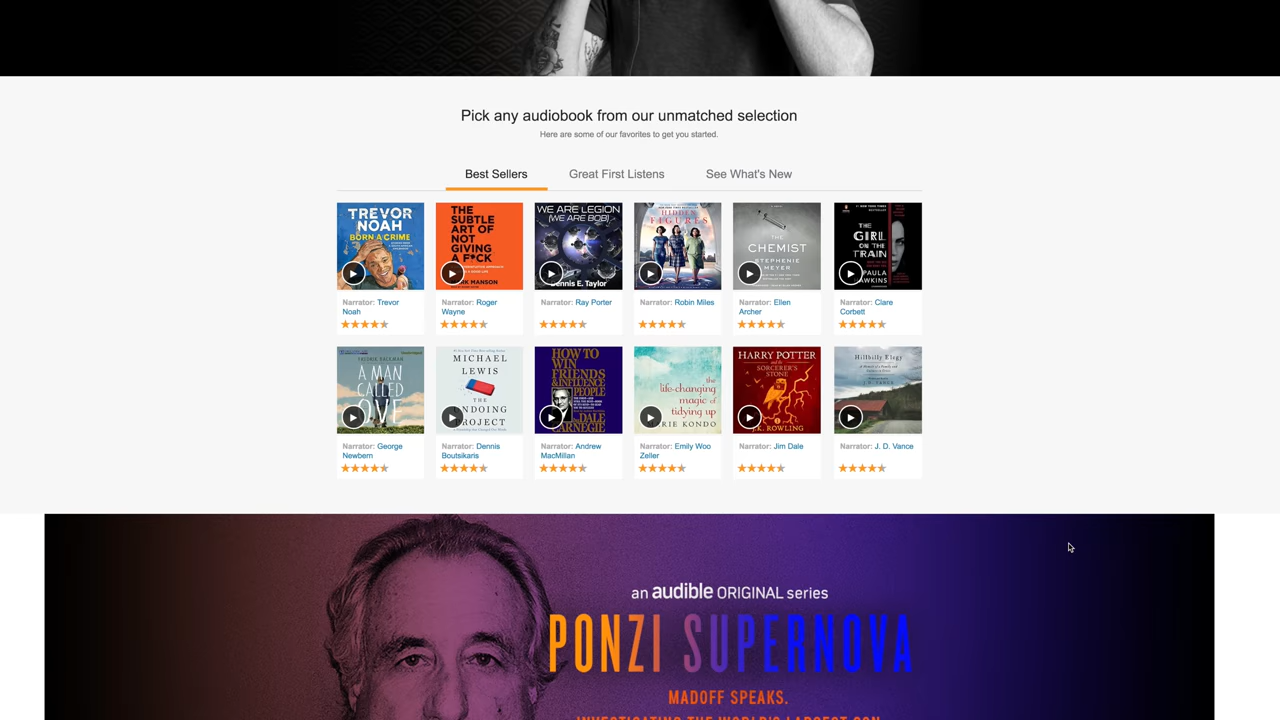 Pick any audiobook from our unmatched selection
Here are some of our favorites to get you started.
Best Sellers
Great First Listens
See What's New
TREVOR
NOAH
BORN A CRIME
THE
SUBTLE
ART OF
NOT
GIVING
A F*CK
MANSON
WE ARE LEGION
(WE ARE BOB)
Dennis E. Taylor
HIDDEN
FIGURES
THE
CHEMIST
STEPHENIE
MEYER
THE
GIRL
ON THE
TRAIN
PAULA
Narrator: Trevor
Noah
Narrator: Roger
Wayne
Narrator: Ray Porter
Narrator: Robin Miles
Narrator: Ellen
Archer
Narrator: Clare
Corbett
A MAN
CALLED
OVE
MICHAEL
LEWIS
THE
UNDOING
PROJECT
HOW TO
WIN
FRIENDS
& INFLUENCE
PEOPLE
DALE
CARNEGIE
the
life-changing
magic of
tidying up
MARIE KONDO
HARRY POTTER
and the
SORCERER'S
STONE
J.K. ROWLING
Hillbilly Elegy
Narrator: George
Newbern
Narrator: Dennis
Boutsikaris
Narrator: Andrew
MacMillan
Narrator: Emily Woo
Zeller
Narrator: Jim Dale
Narrator: J. D. Vance
an audible ORIGINAL series
PONZI SUPERNOVA
MADOFF SPEAKS.